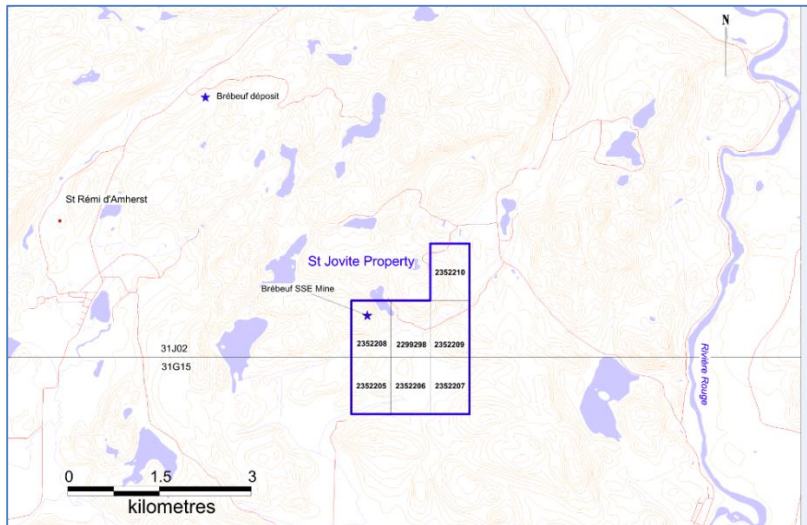 N
Brébeuf déposit
St Rémi d'Amherst
St Jovite Property
2352210
Brébeuf SSE Mine
31J02
2352208
2299298
2352209
31G15
2352205
2352206
2352207
Rivière Rouge
0 1.5 3
kilometres